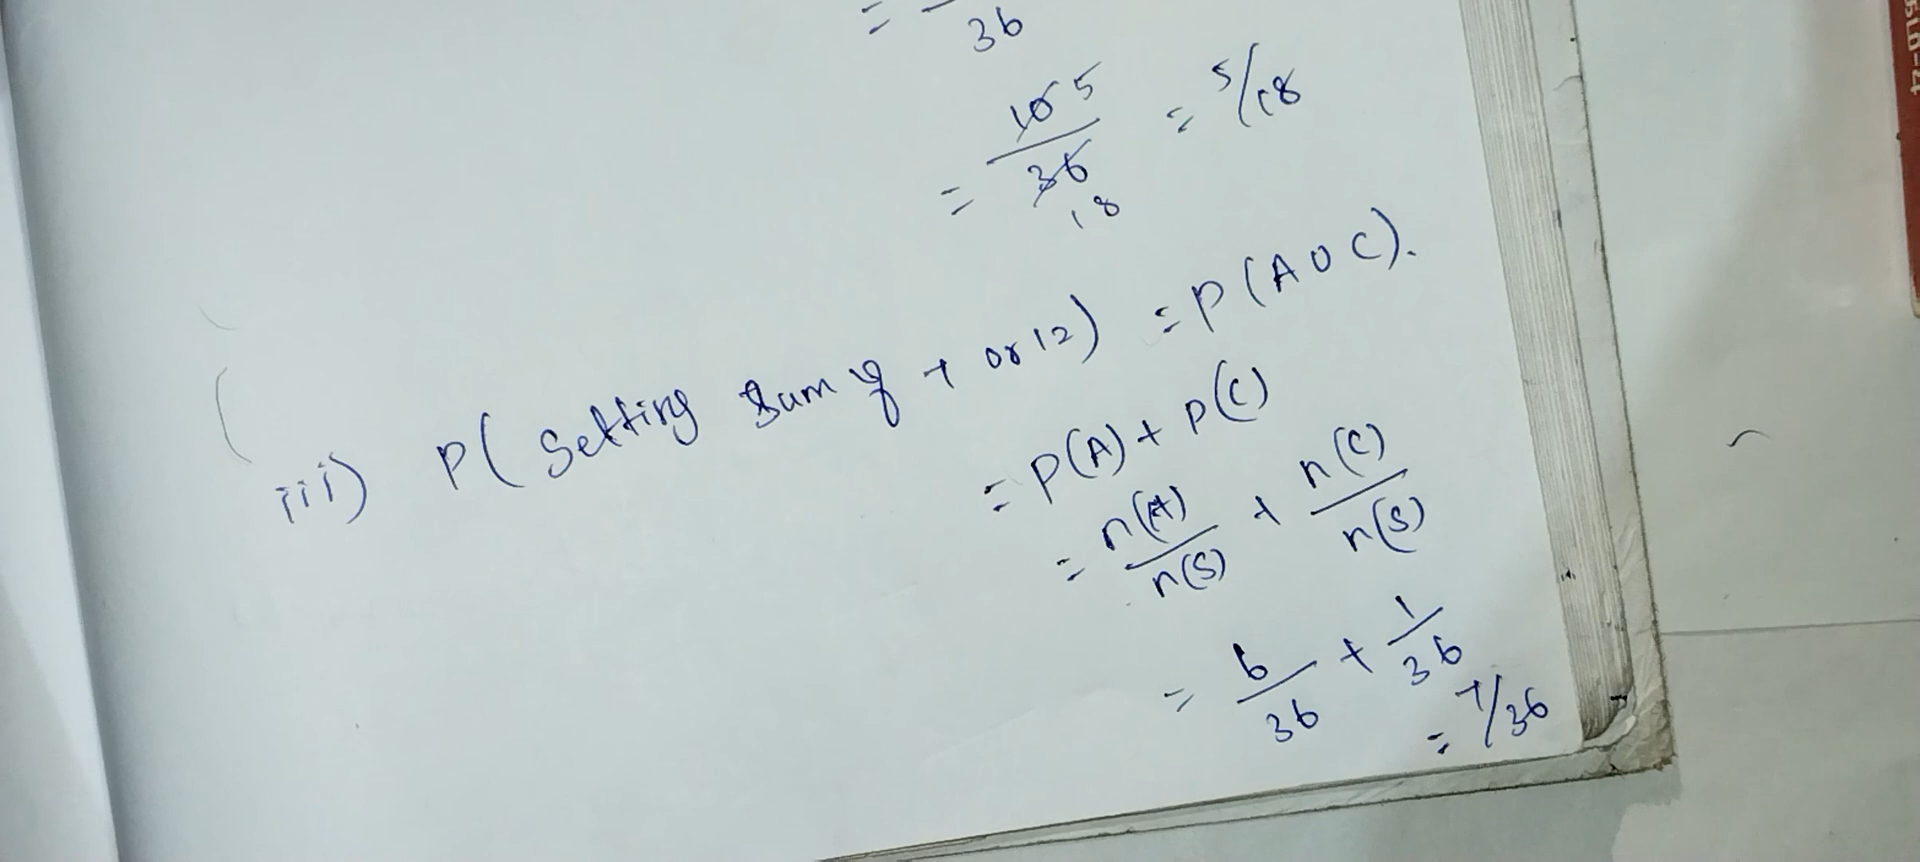 = 36
= 10 5 / 36 18 = 5/18
iii) P( Setting Sum of 7 or 12) = P(A∪C).
= P(A) + P(C)
= n(A)/n(S) + n(C)/n(S)
= 6/36 + 1/36
= 7/36